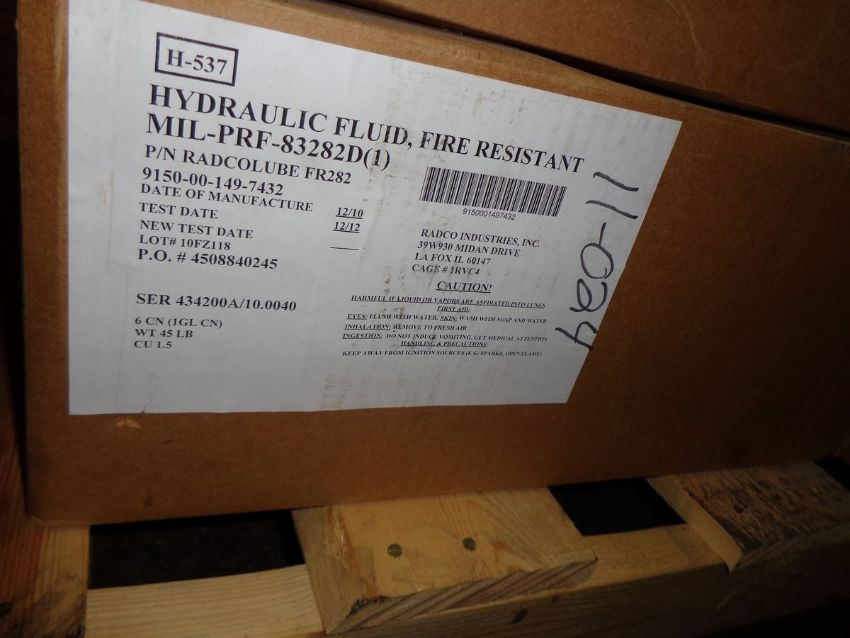 H-537
HYDRAULIC FLUID, FIRE RESISTANT
MIL-PRF-83282D(1)
P/N RADCOLUBE FR282
9150-00-149-7432
DATE OF MANUFACTURE 12/10
TEST DATE 12/12
NEW TEST DATE
LOT# 10FZ118
P.O. # 4508840245
SER 434200A/10.0040
6 CN (1GL CN)
WT 45 LB
CU 1.5
9150001497432
RADCO INDUSTRIES, INC.
39W930 MIDAN DRIVE
LA FOX IL 60147
CAGE # 1RVC4
CAUTION!
HARMFUL IF LIQUID OR VAPORS ARE ASPIRATED INTO LUNGS
FIRST AID:
EYES: FLUSH WITH WATER, SKIN: WASH WITH SOAP AND WATER
INHALATION: REMOVE TO FRESH AIR
INGESTION: DO NOT INDUCE VOMITING, GET MEDICAL ATTENTION
HANDLING & PRECAUTIONS:
KEEP AWAY FROM IGNITION SOURCES (E.G. SPARKS, OPEN FLAME)
11-024